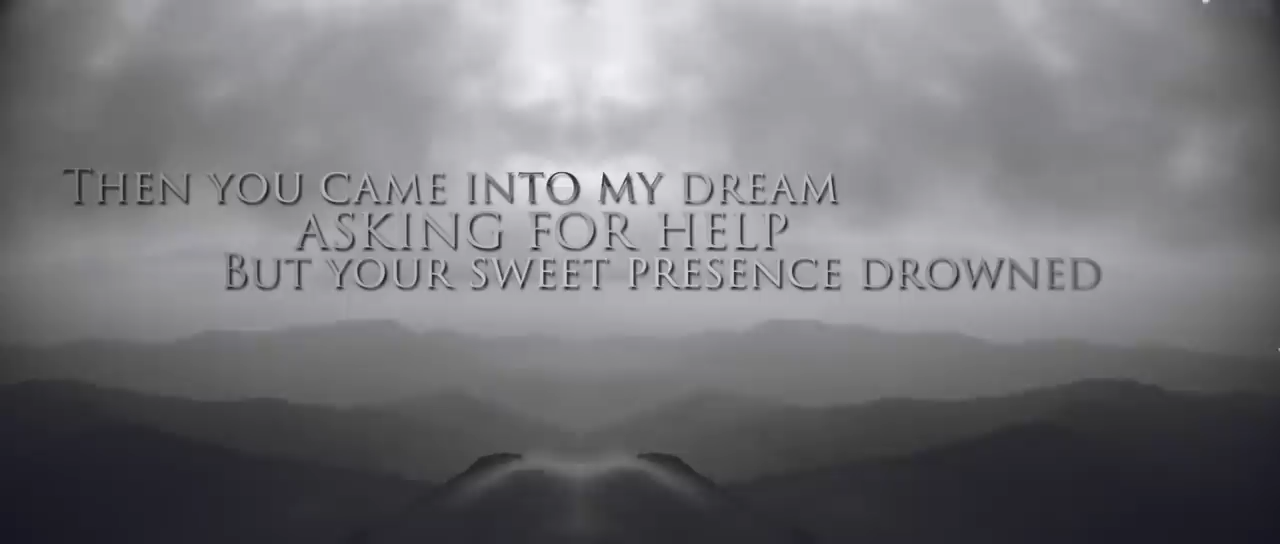 Then you came into my dream
asking for help
But your sweet presence drowned